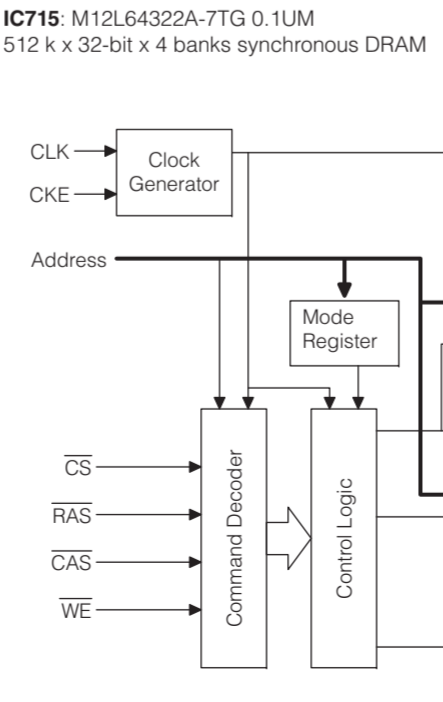 IC715: M12L64322A-7TG 0.1UM
512 k x 32-bit x 4 banks synchronous DRAM
CLK
Clock
Generator
CKE
Address
Mode
Register
CS
RAS
CAS
WE
Command Decoder
Control Logic